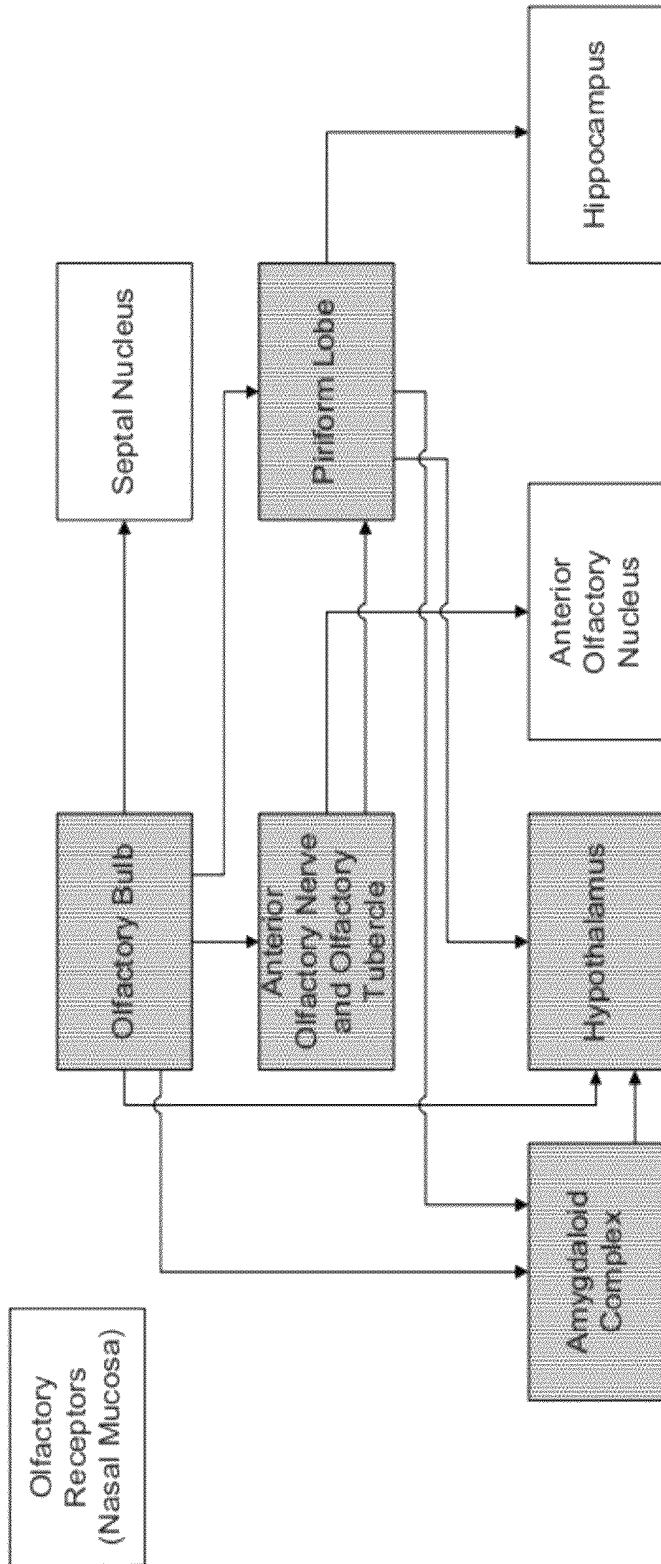 Olfactory
Receptors
(Nasal Mucosa)
Olfactory Bulb
Septal Nucleus
Anterior
Olfactory Nerve
and Olfactory
Tubercle
Piriform Lobe
Amygdaloid
Complex
Hypothalamus
Anterior
Olfactory
Nucleus
Hippocampus